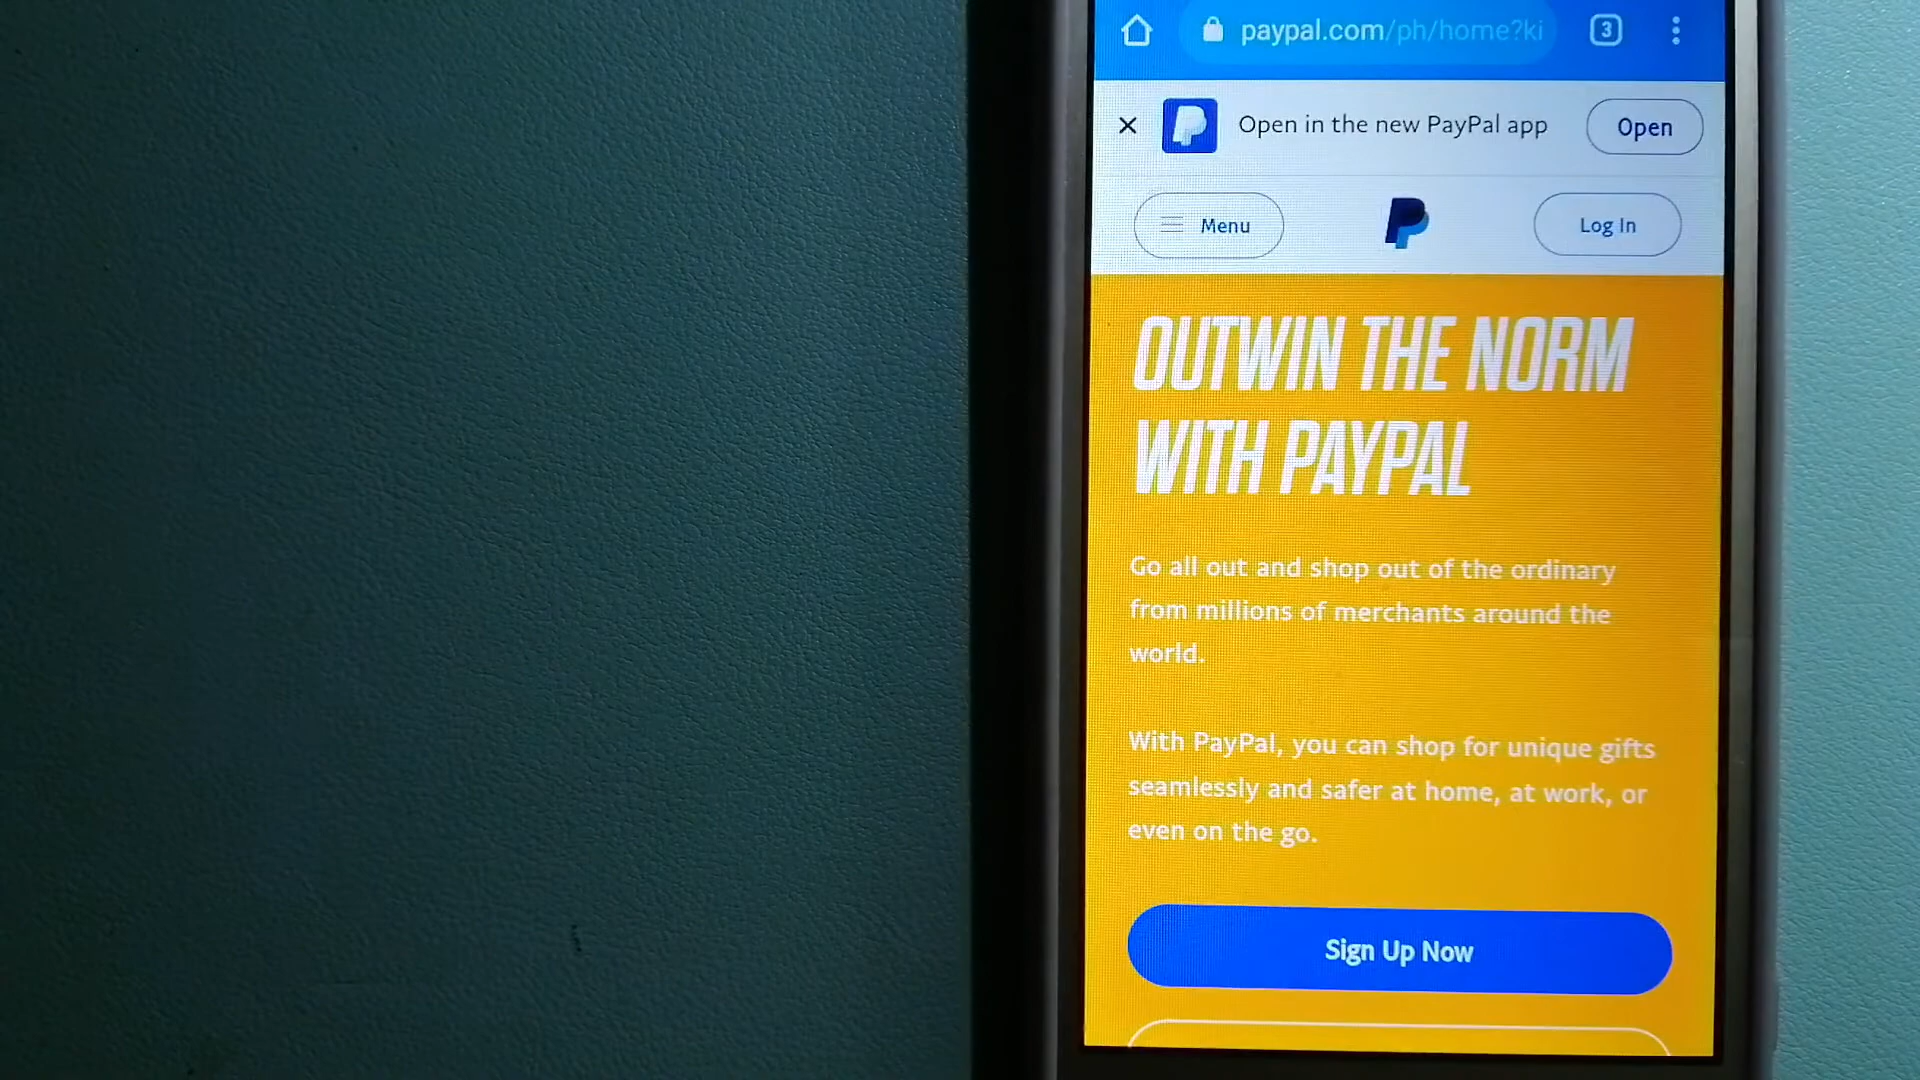 paypal.com/ph/home?ki
3
Open in the new PayPal app
Open
Menu
Log In
OUTWIN THE NORM
WITH PAYPAL
Go all out and shop out of the ordinary
from millions of merchants around the
world.
With PayPal, you can shop for unique gifts
seamlessly and safer at home, at work, or
even on the go.
Sign Up Now